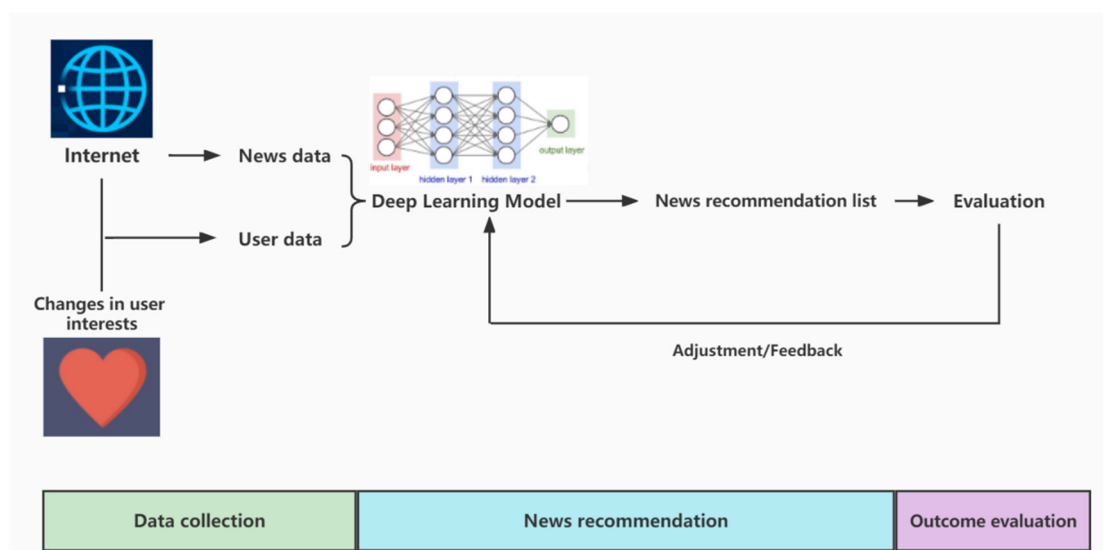 Internet
News data
User data
Changes in user
interests
input layer
hidden layer 1
hidden layer 2
output layer
Deep Learning Model
News recommendation list
Evaluation
Adjustment/Feedback
Data collection
News recommendation
Outcome evaluation